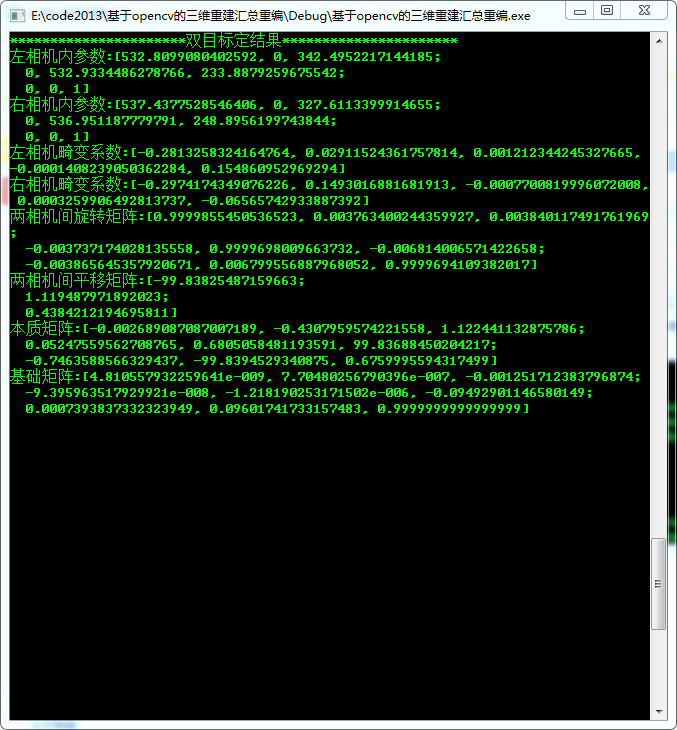 E:\code2013\基于opencv的三维重建汇总重编\Debug\基于opencv的三维重建汇总重编.exe
**********************双目标定结果**********************
左相机内参数:[532.8099080402592, 0, 342.4952217144185;
0, 532.9334486278766, 233.8879259675542;
0, 0, 1]
右相机内参数:[537.4377528546406, 0, 327.6113399914655;
0, 536.951187779791, 248.8956199743844;
0, 0, 1]
左相机畸变系数:[-0.2813258324164764, 0.02911524361757814, 0.001212344245327665,
-0.0001408239050362284, 0.154860952969294]
右相机畸变系数:[-0.2974174349076226, 0.1493016881681913, -0.0007700819996072008,
0.0003259906492813737, -0.06565742933887392]
两相机间旋转矩阵:[0.9999855450536523, 0.003763400244359927, 0.003840117491761969
;
-0.003737174028135558, 0.9999698009663732, -0.006814006571422658;
-0.003865645357920671, 0.006799556887968052, 0.9999694109382017]
两相机间平移矩阵:[-99.83825487159663;
1.119487971892023;
0.4384212194695811]
本质矩阵:[-0.002689087087007189, -0.4307959574221558, 1.122441132875786;
0.05247559562708765, 0.6805058481193591, 99.83688450204217;
-0.7463588566329437, -99.8394529340875, 0.6759995594317499]
基础矩阵:[4.810557932259641e-009, 7.70480256790396e-007, -0.001251712383796874;
-9.395963517929921e-008, -1.218190253171502e-006, -0.09492901146580149;
0.0007393837332323949, 0.09601741733157483, 0.9999999999999999]